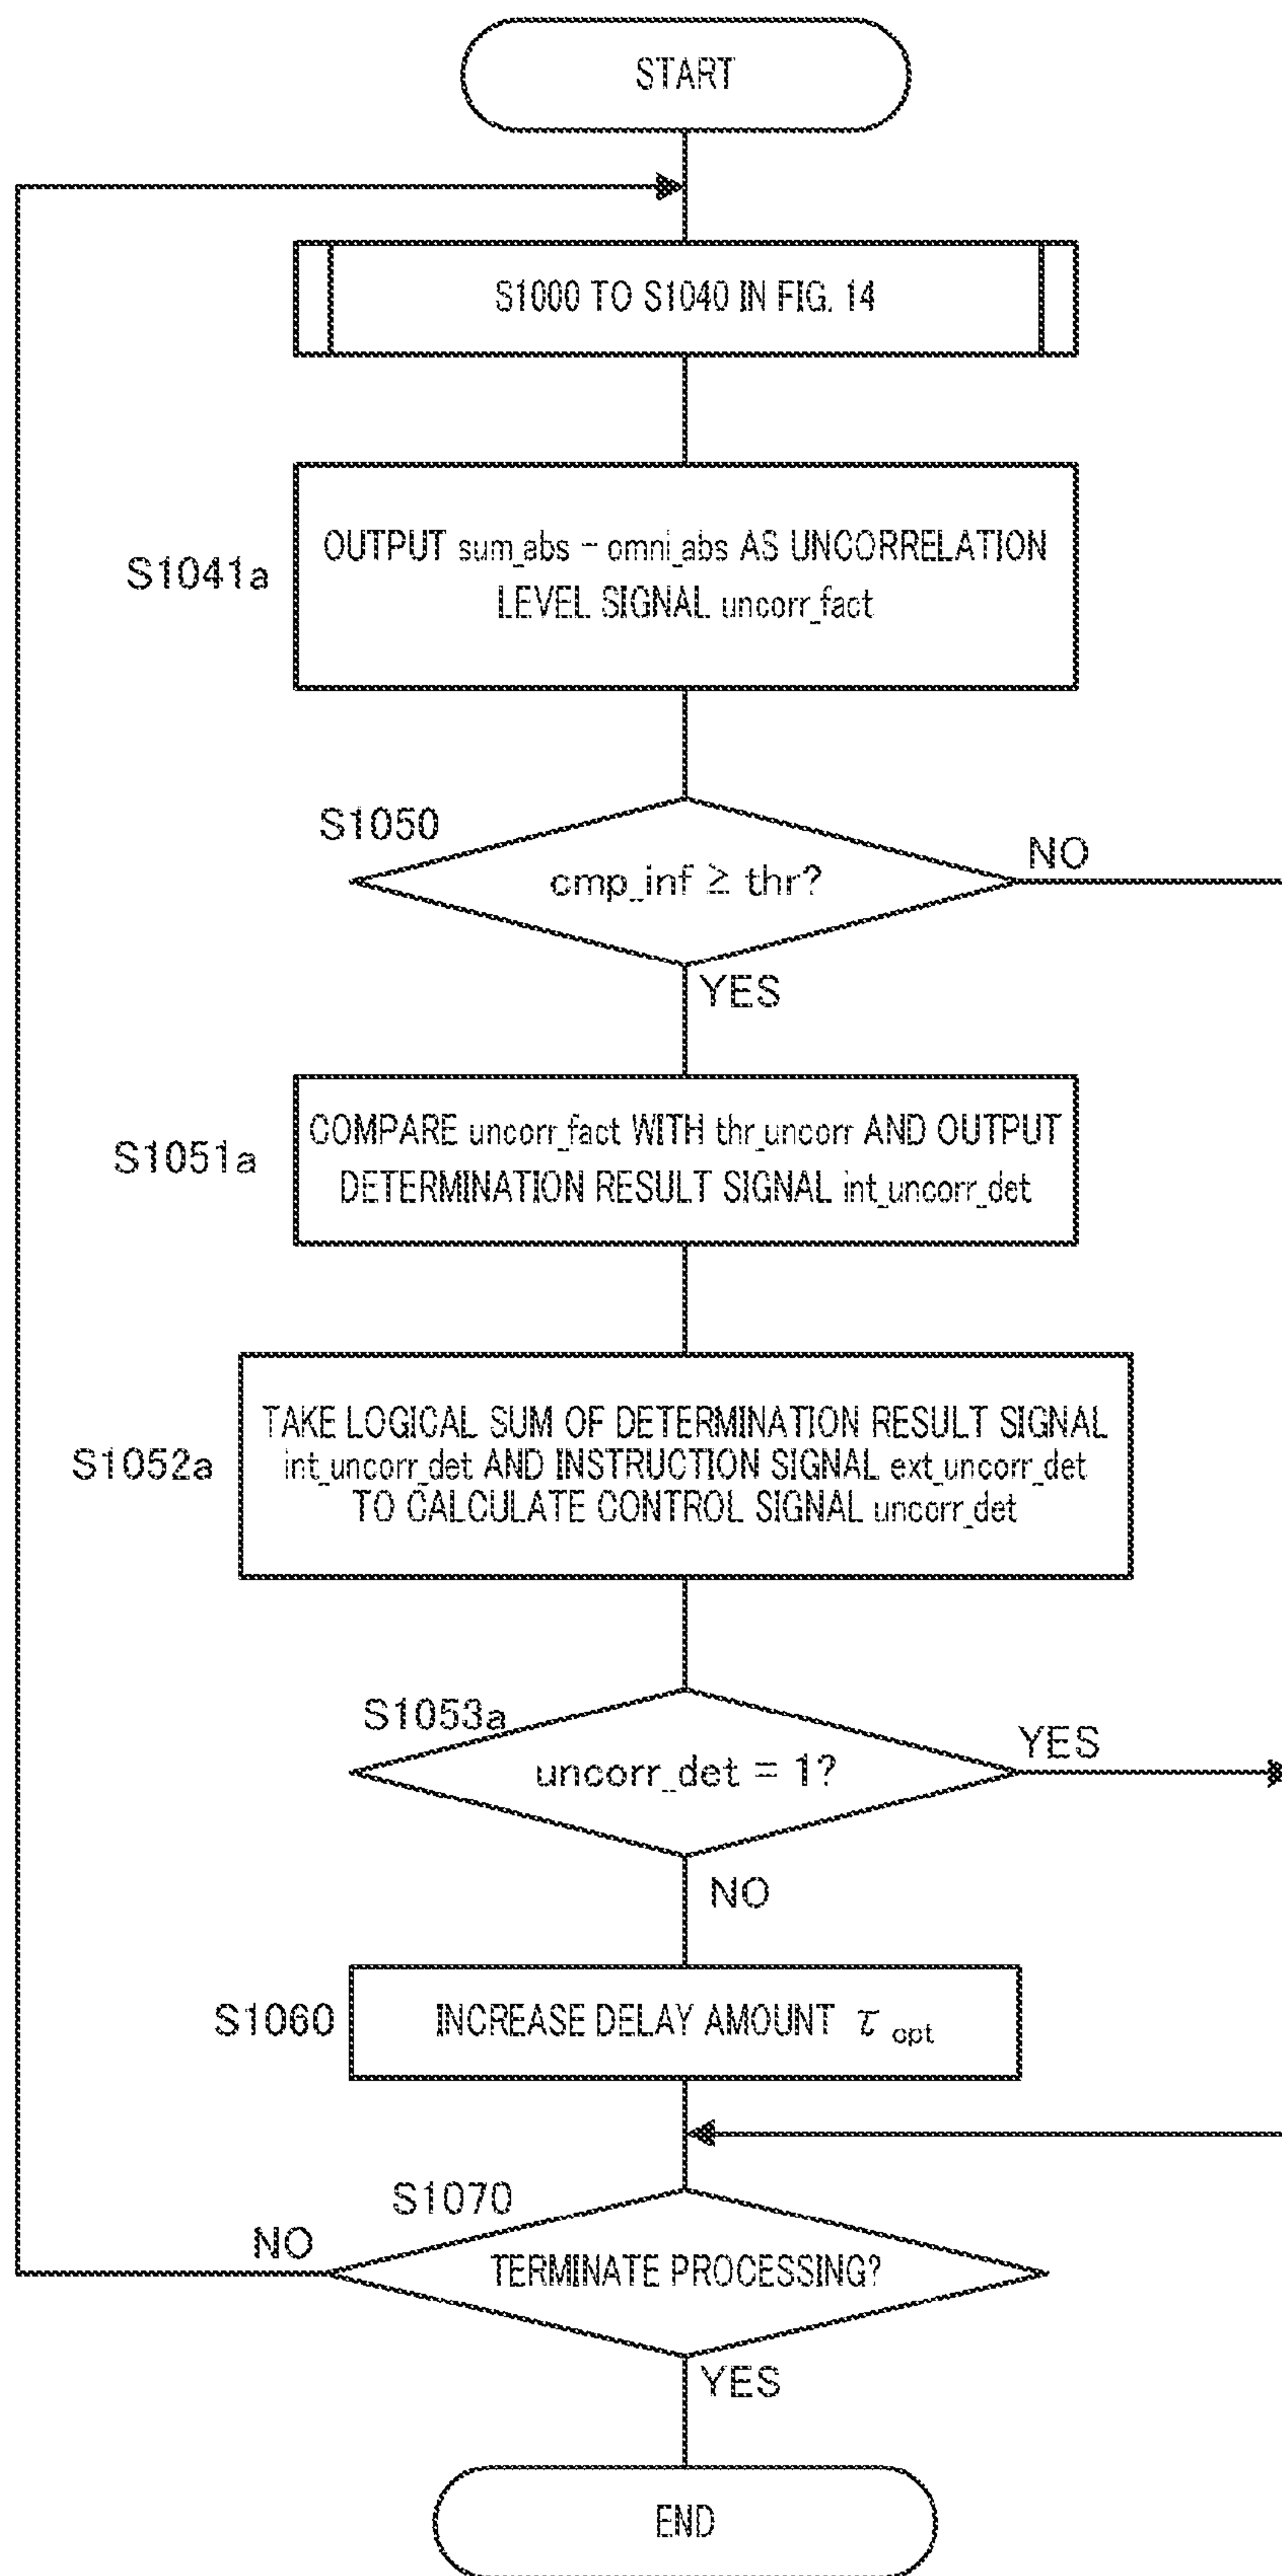 START
S1000 TO S1040 IN FIG. 14
S1041a
OUTPUT sum_abs - omni_abs AS UNCORRELATION
LEVEL SIGNAL uncorr_fact
S1050
cmp_inf ≥ thr?
NO
YES
S1051a
COMPARE uncorr_fact WITH thr_uncorr AND OUTPUT
DETERMINATION RESULT SIGNAL int_uncorr_det
S1052a
TAKE LOGICAL SUM OF DETERMINATION RESULT SIGNAL
int_uncorr_det AND INSTRUCTION SIGNAL ext_uncorr_det
TO CALCULATE CONTROL SIGNAL uncorr_det
S1053a
uncorr_det = 1?
YES
NO
S1060
INCREASE DELAY AMOUNT τ opt
S1070
NO
TERMINATE PROCESSING?
YES
END